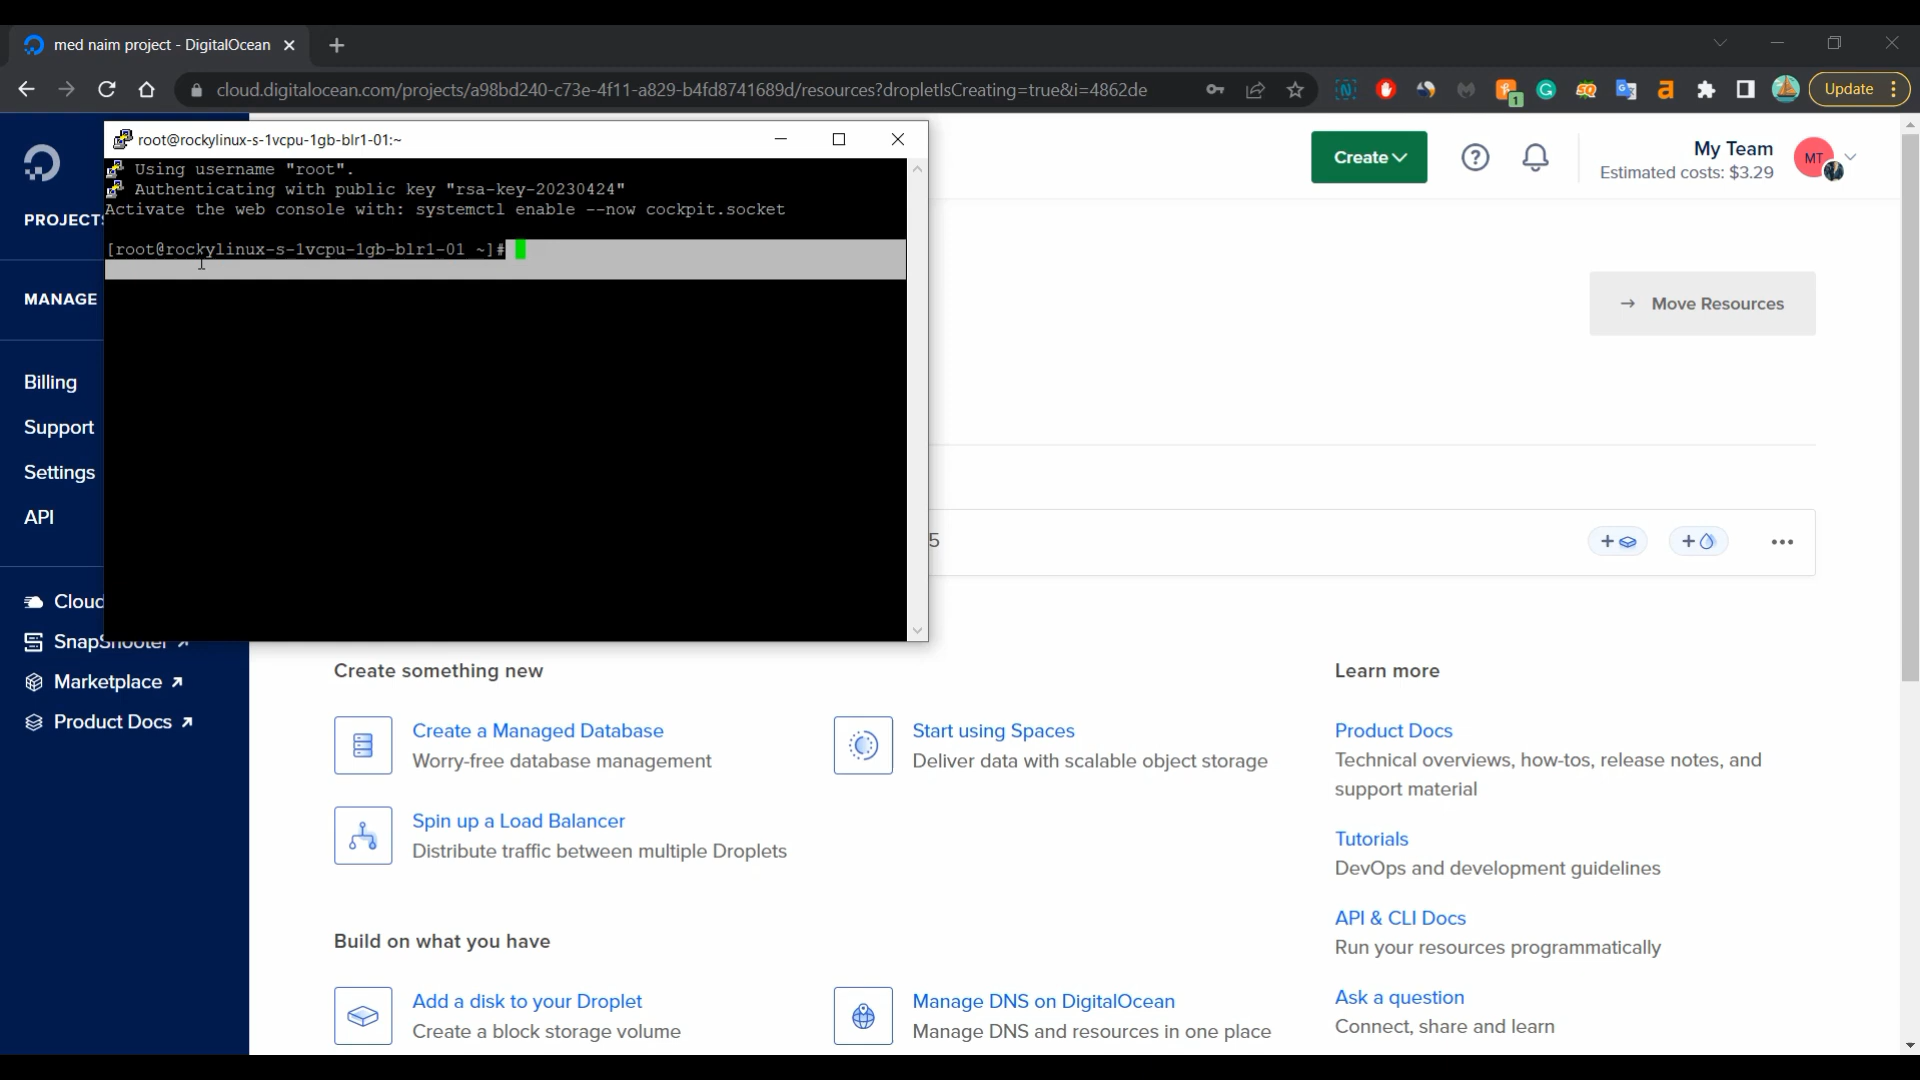 med naim project - DigitalOcean
cloud.digitalocean.com/projects/a98bd240-c73e-4f11-a829-b4fd8741689d/resources?dropletIsCreating=true&i=4862de
1
Update
root@rockylinux-s-1vcpu-1gb-blr1-01:~
Using username "root".
Authenticating with public key "rsa-key-20230424"
Activate the web console with: systemctl enable --now cockpit.socket
[root@rockylinux-s-1vcpu-1gb-blr1-01 ~]#
PROJECTS
MANAGE
Billing
Support
Settings
API
Cloud
SnapShooter
Marketplace
Product Docs
Create
My Team
Estimated costs: $3.29
MT
Move Resources
5
Create something new
Create a Managed Database
Worry-free database management
Start using Spaces
Deliver data with scalable object storage
Spin up a Load Balancer
Distribute traffic between multiple Droplets
Build on what you have
Add a disk to your Droplet
Create a block storage volume
Manage DNS on DigitalOcean
Manage DNS and resources in one place
Learn more
Product Docs
Technical overviews, how-tos, release notes, and
support material
Tutorials
DevOps and development guidelines
API & CLI Docs
Run your resources programmatically
Ask a question
Connect, share and learn